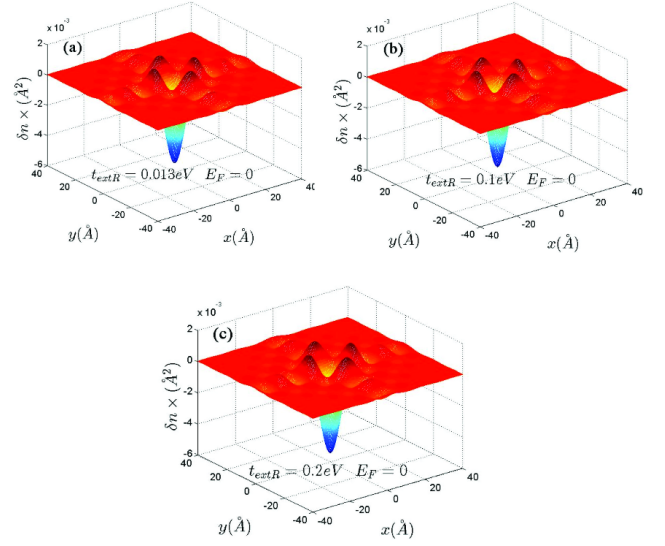 x 10⁻³
(a)
2
0
-2
-4
-6
δn × (Å²)
t_extR = 0.013eV E_F = 0
40
20
0
-20
-40
y(Å)
-40
-20
0
20
40
x(Å)
x 10⁻³
(b)
2
0
-2
-4
-6
δn × (Å²)
t_extR = 0.1eV E_F = 0
40
20
0
-20
-40
y(Å)
-40
-20
0
20
40
x(Å)
x 10⁻³
(c)
2
0
-2
-4
-6
δn × (Å²)
t_extR = 0.2eV E_F = 0
40
20
0
-20
-40
y(Å)
-40
-20
0
20
40
x(Å)